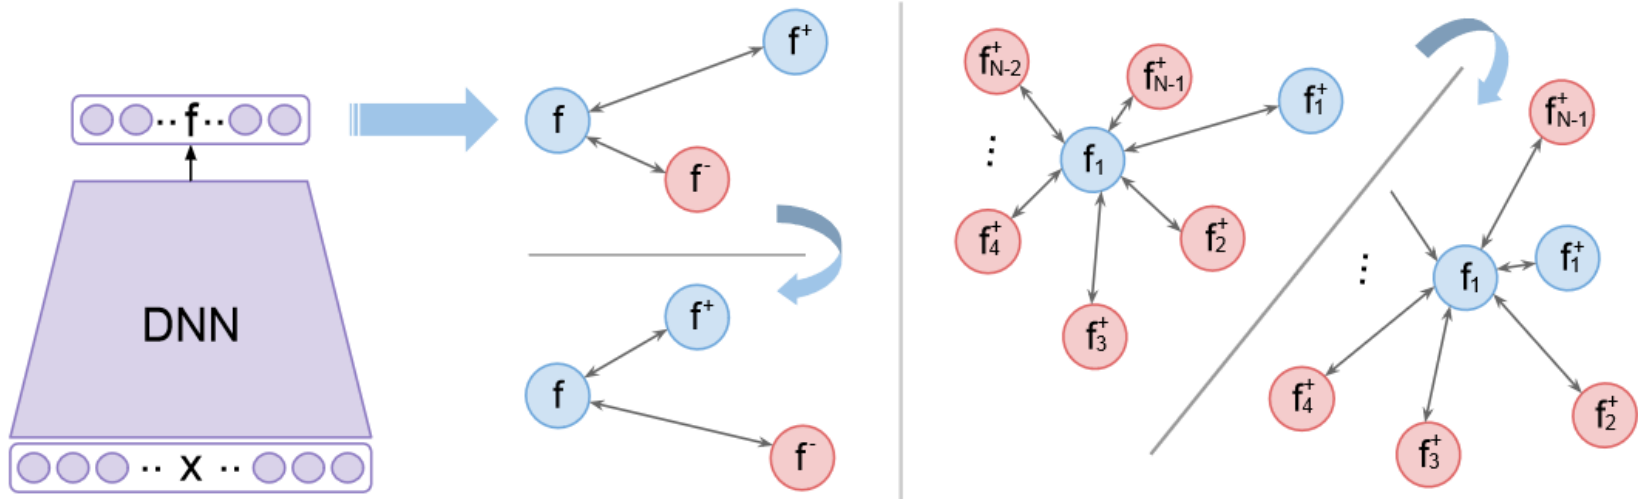 ·· f ··
DNN
·· x ··
f⁺
f
f⁻
f⁺
f
f⁻
f⁺N-2
f⁺N-1
f⁺1
f1
⋮
f⁺4
f⁺2
f⁺3
f⁺N-1
f⁺1
f1
⋮
f⁺4
f⁺2
f⁺3